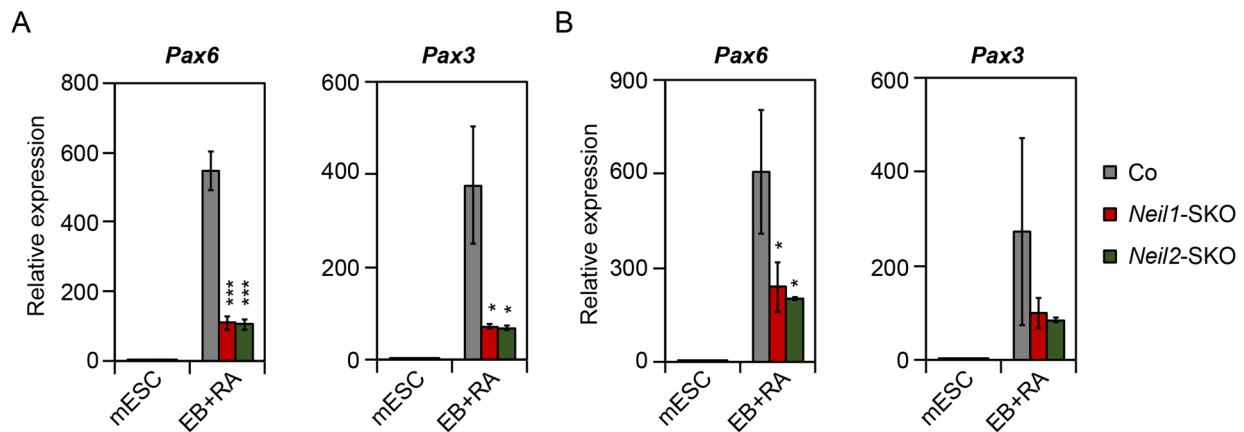 A
Pax6
Relative expression
800
600
400
200
0
***
***
mESC
EB+RA
Pax3
600
400
200
0
*
*
mESC
EB+RA
B
Pax6
Relative expression
900
600
300
0
*
*
mESC
EB+RA
Pax3
600
400
200
0
mESC
EB+RA
Co
Neil1-SKO
Neil2-SKO